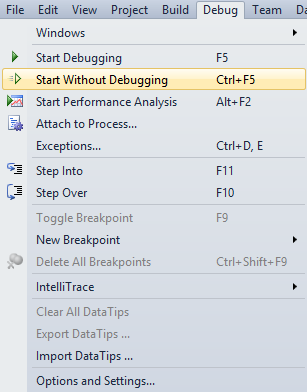 File Edit View Project Build Debug Team
Windows
Start Debugging F5
Start Without Debugging Ctrl+F5
Start Performance Analysis Alt+F2
Attach to Process...
Exceptions... Ctrl+D, E
Step Into F11
Step Over F10
Toggle Breakpoint F9
New Breakpoint
Delete All Breakpoints Ctrl+Shift+F9
IntelliTrace
Clear All DataTips
Export DataTips ...
Import DataTips ...
Options and Settings...